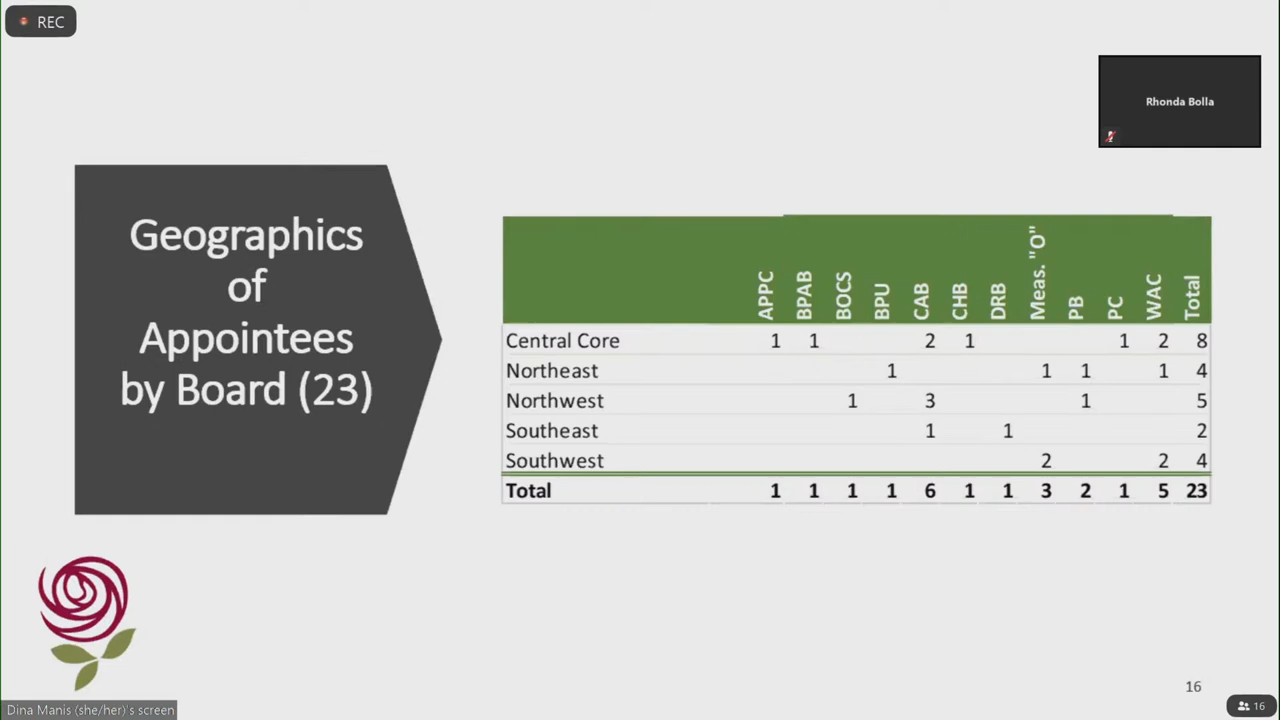 REC
Rhonda Bolla
Geographics
of
Appointees
by Board (23)
APPC BPAB BOCS BPU CAB CHB DRB Meas. "O" PB PC WAC Total
Central Core 1 1 2 1 1 2 8
Northeast 1 1 1 1 4
Northwest 1 3 1 5
Southeast 1 1 2
Southwest 2 2 4
Total 1 1 1 1 6 1 1 3 2 1 5 23
16
Dina Manis (she/her)'s screen
16